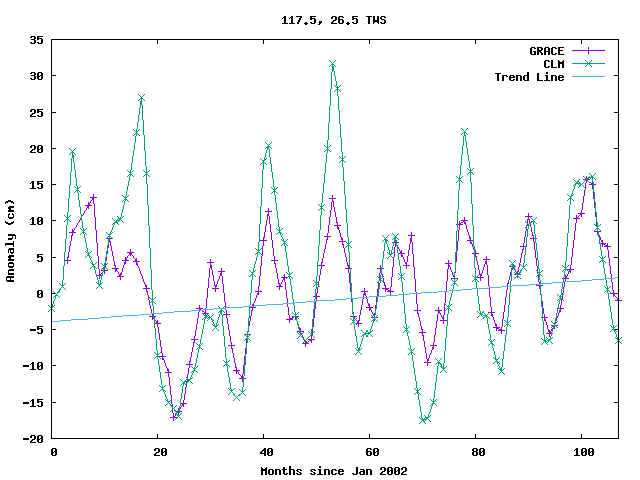 117.5, 26.5 TWS
GRACE
CLM
Trend Line
35
30
25
20
15
10
5
0
-5
-10
-15
-20
Anomaly (cm)
0 20 40 60 80 100
Months since Jan 2002